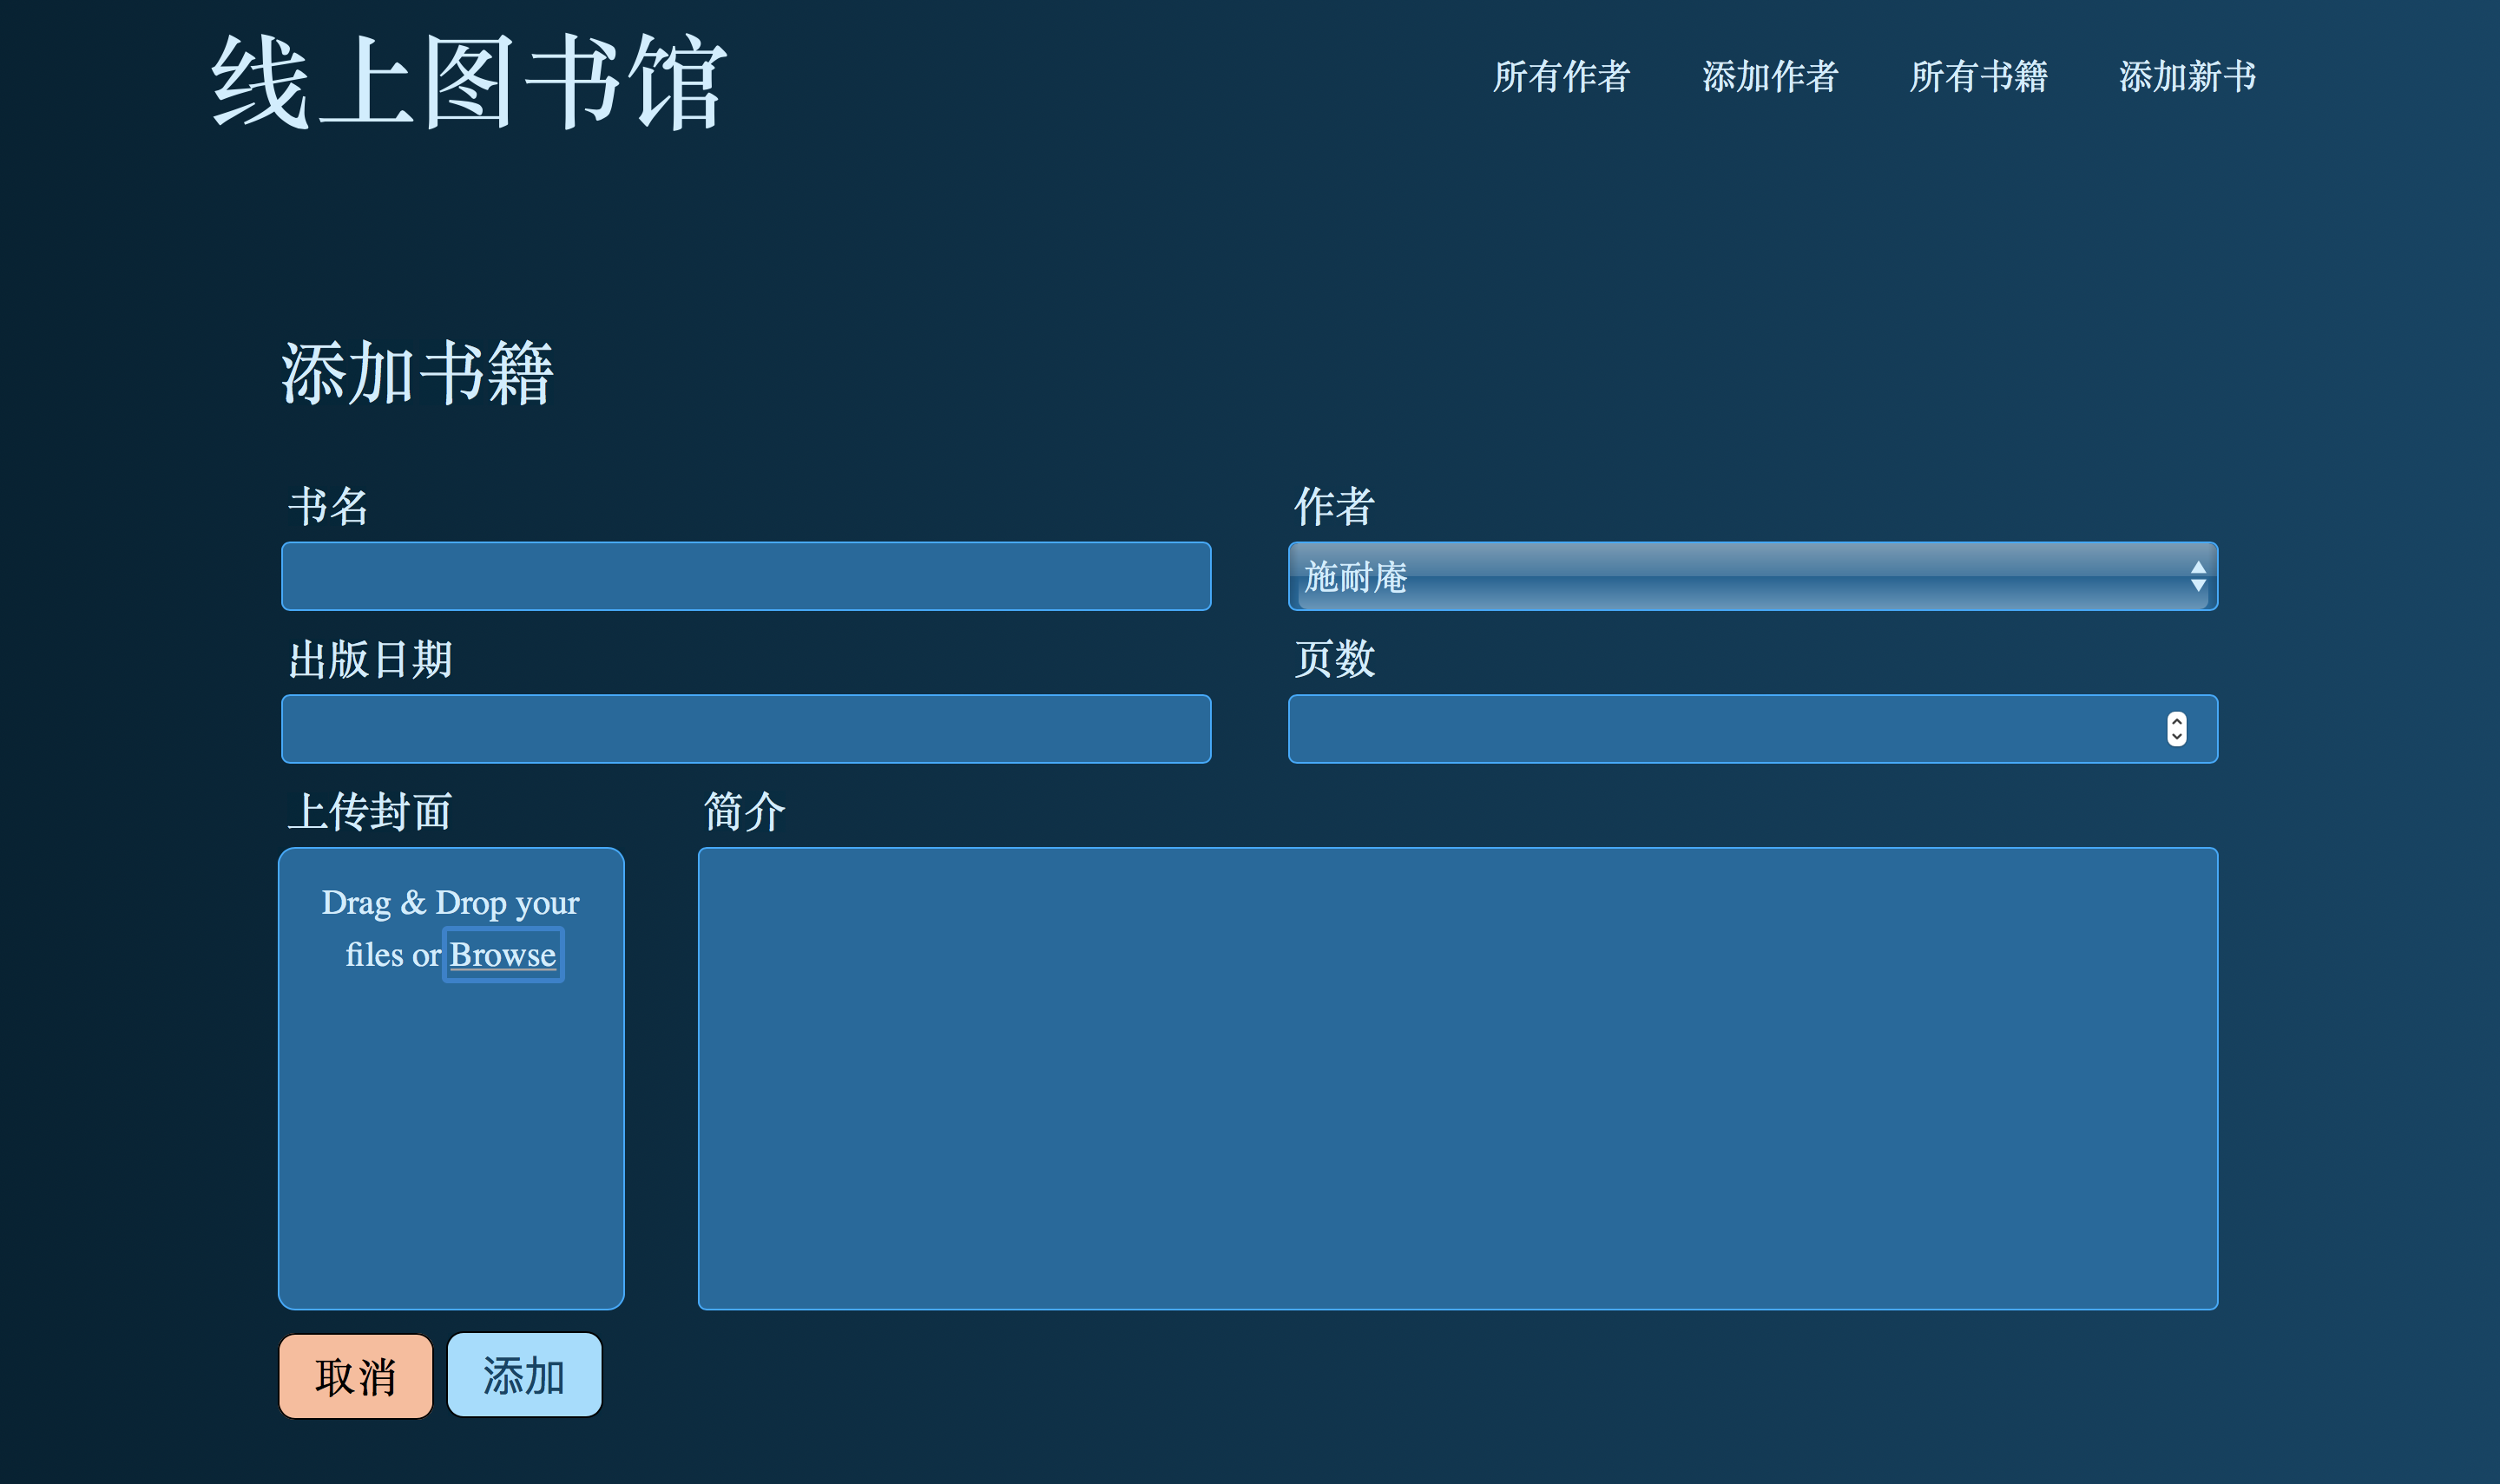 线上图书馆
所有作者 添加作者 所有书籍 添加新书
添加书籍
书名
作者
施耐庵
出版日期
页数
上传封面
简介
Drag & Drop your
files or Browse
取消
添加